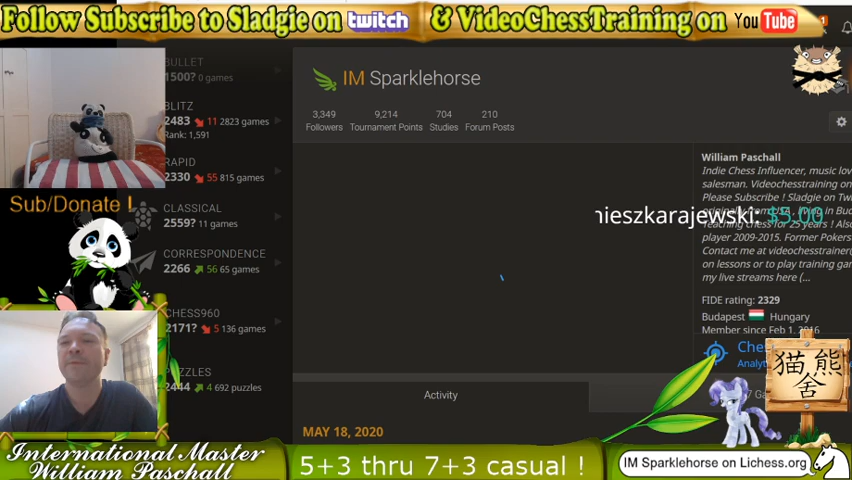 Follow Subscribe to Sladgie on twitch & VideoChessTraining on YouTube
1
BULLET
1500? 0 games
BLITZ
2483 11 2823 games
Rank: 1,591
RAPID
2330 55 815 games
Sub/Donate !
CLASSICAL
2559? 11 games
CORRESPONDENCE
2266 56 65 games
CHESS960
2171? 5 136 games
PUZZLES
2444 4 692 puzzles
IM Sparklehorse
3,349 9,214 704 210
Followers Tournament Points Studies Forum Posts
William Paschall
Indie Chess Influencer, music lov
salesman. Videochesstraining on
Please Subscribe ! Sladgie on Tw
nieszkarajewski: $5.00
Teaching chess for 25 years ! Als
player 2009-2015. Former Pokers
Contact me at videochesstrainer
on lessons or to play training ga
my live streams here (...
FIDE rating: 2329
Budapest Hungary
Member since Feb 1, 2016
Che
Analyt
猫熊
舍
Activity
MAY 18, 2020
International Master
William Paschall
5+3 thru 7+3 casual !
IM Sparklehorse on Lichess.org